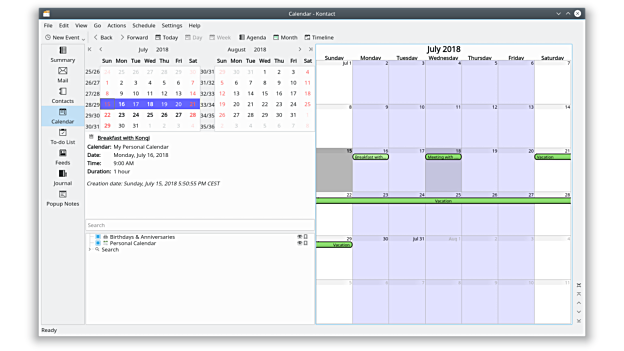 Calendar - Kontact
File Edit View Go Actions Schedule Settings Help
New Event Back Forward Today Day Week Agenda Month Timeline
Summary
Mail
Contacts
Calendar
To-do List
Feeds
Journal
Popup Notes
July 2018
Sun Mon Tue Wed Thu Fri Sat
25/26 24 25 26 27 28 29 30
26/27 1 2 3 4 5 6 7
27/28 8 9 10 11 12 13 14
28/29 15 16 17 18 19 20 21
29/30 22 23 24 25 26 27 28
30/31 29 30 31 1 2 3 4
August 2018
Sun Mon Tue Wed Thu Fri Sat
30/31 29 30 31 1 2 3 4
31/32 5 6 7 8 9 10 11
32/33 12 13 14 15 16 17 18
33/34 19 20 21 22 23 24 25
34/35 26 27 28 29 30 31 1
35/36 2 3 4 5 6 7 8
Breakfast with Konqi
Calendar: My Personal Calendar
Date: Monday, July 16, 2018
Time: 9:00 AM
Duration: 1 hour
Creation date: Sunday, July 15, 2018 5:50:55 PM CEST
Search
Birthdays & Anniversaries
Personal Calendar
Search
July 2018
Sunday Monday Tuesday Wednesday Thursday Friday Saturday
Jul 1 2 3 4 5 6 7
8 9 10 11 12 13 14
15 16 17 18 19 20 21
Breakfast with... Meeting with ... Vacation
22 23 24 25 26 27 28
Vacation
29 30 Jul 31 Aug 1 2 3 4
Vacation
5 6 7 8 9 10 11
Ready